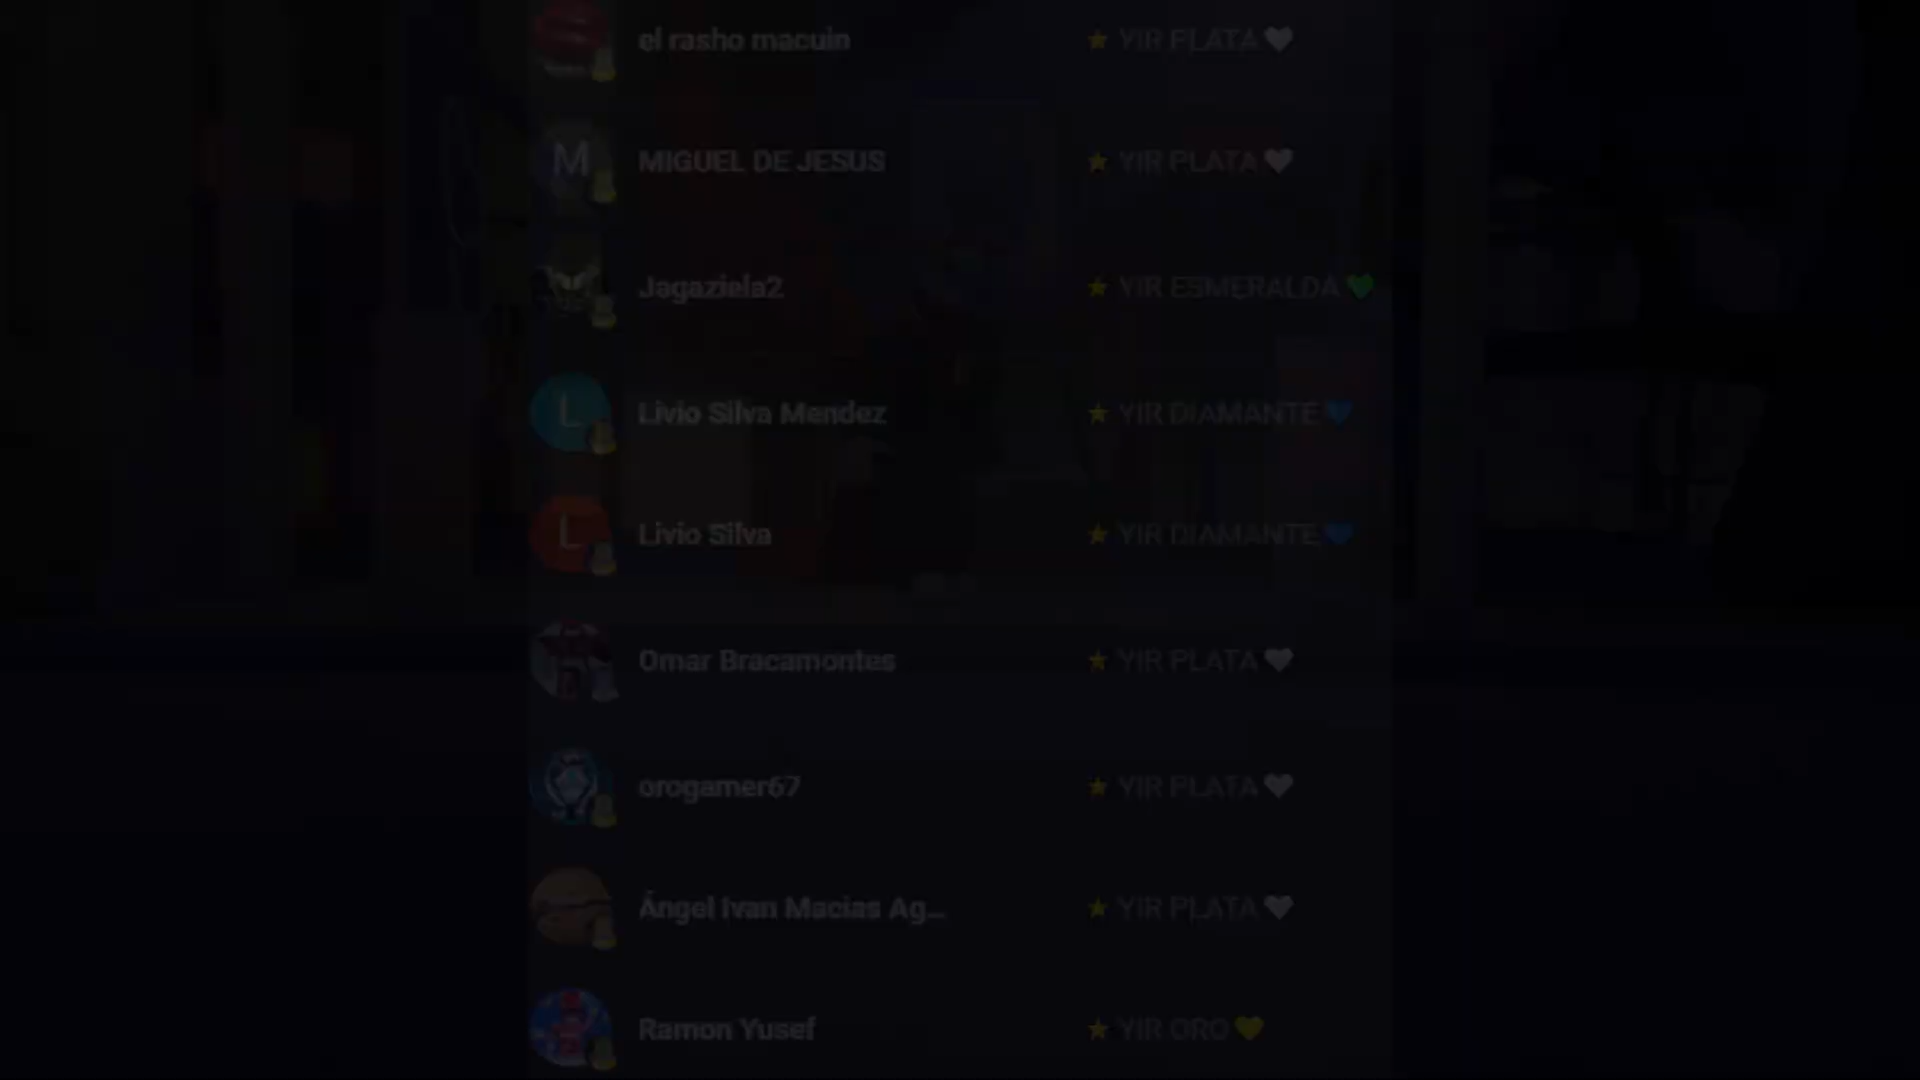 el rasho macuin ★ YIR PLATA🤍
M MIGUEL DE JESUS ★ YIR PLATA🤍
Jagaziela2 ★ YIR ESMERALDA💚
L Livio Silva Mendez ★ YIR DIAMANTE💙
L Livio Silva ★ YIR DIAMANTE💙
Omar Bracamontes ★ YIR PLATA🤍
orogamer67 ★ YIR PLATA🤍
Ángel Ivan Macias Ag... ★ YIR PLATA🤍
Ramon Yusef ★ YIR ORO💛